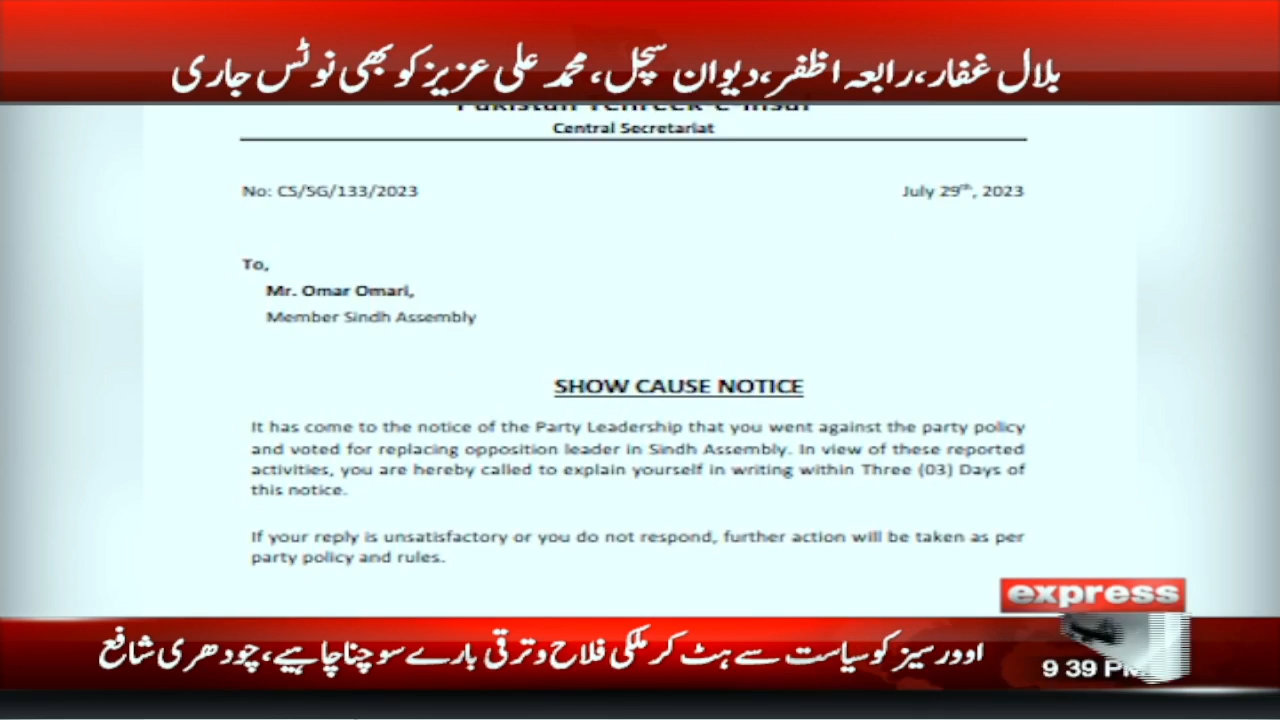 بلال غفار، رابعہ اظفر، دیوان سچل، محمد علی عزیز کو بھی نوٹس جاری
Pakistan Tehreek-e-Insaf
Central Secretariat
No: CS/SG/133/2023
July 29th, 2023
To,
Mr. Omar Omari,
Member Sindh Assembly
SHOW CAUSE NOTICE
It has come to the notice of the Party Leadership that you went against the party policy
and voted for replacing opposition leader in Sindh Assembly. In view of these reported
activities, you are hereby called to explain yourself in writing within Three (03) Days of
this notice.
If your reply is unsatisfactory or you do not respond, further action will be taken as per
party policy and rules.
express
اوورسیز کو سیاست سے ہٹ کر ملکی فلاح و ترقی بارے سوچنا چاہیے، چودھری شافع
9 39 PM